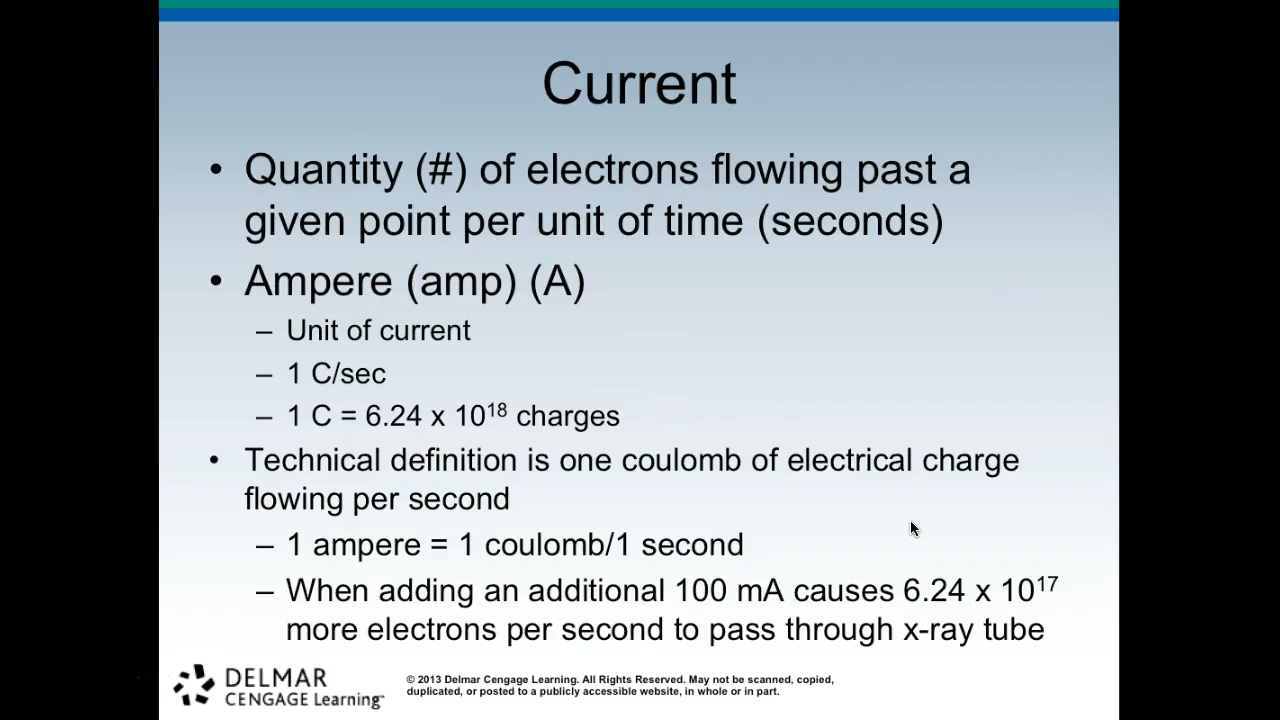 Current
• Quantity (#) of electrons flowing past a
given point per unit of time (seconds)
• Ampere (amp) (A)
– Unit of current
– 1 C/sec
– 1 C = 6.24 x 10¹⁸ charges
• Technical definition is one coulomb of electrical charge
flowing per second
– 1 ampere = 1 coulomb/1 second
– When adding an additional 100 mA causes 6.24 x 10¹⁷
more electrons per second to pass through x-ray tube
DELMAR
CENGAGE Learning™
© 2013 Delmar Cengage Learning. All Rights Reserved. May not be scanned, copied,
duplicated, or posted to a publicly accessible website, in whole or in part.